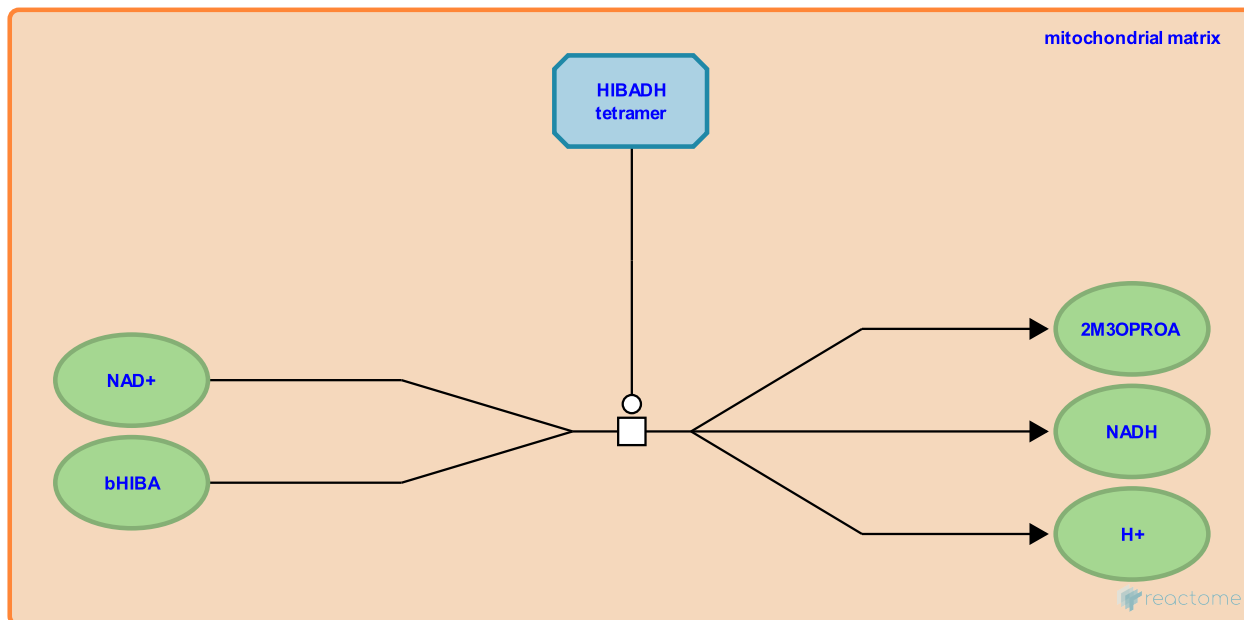 mitochondrial matrix
HIBADH
tetramer
2M3OPROA
NAD+
NADH
bHIBA
H+
reactome